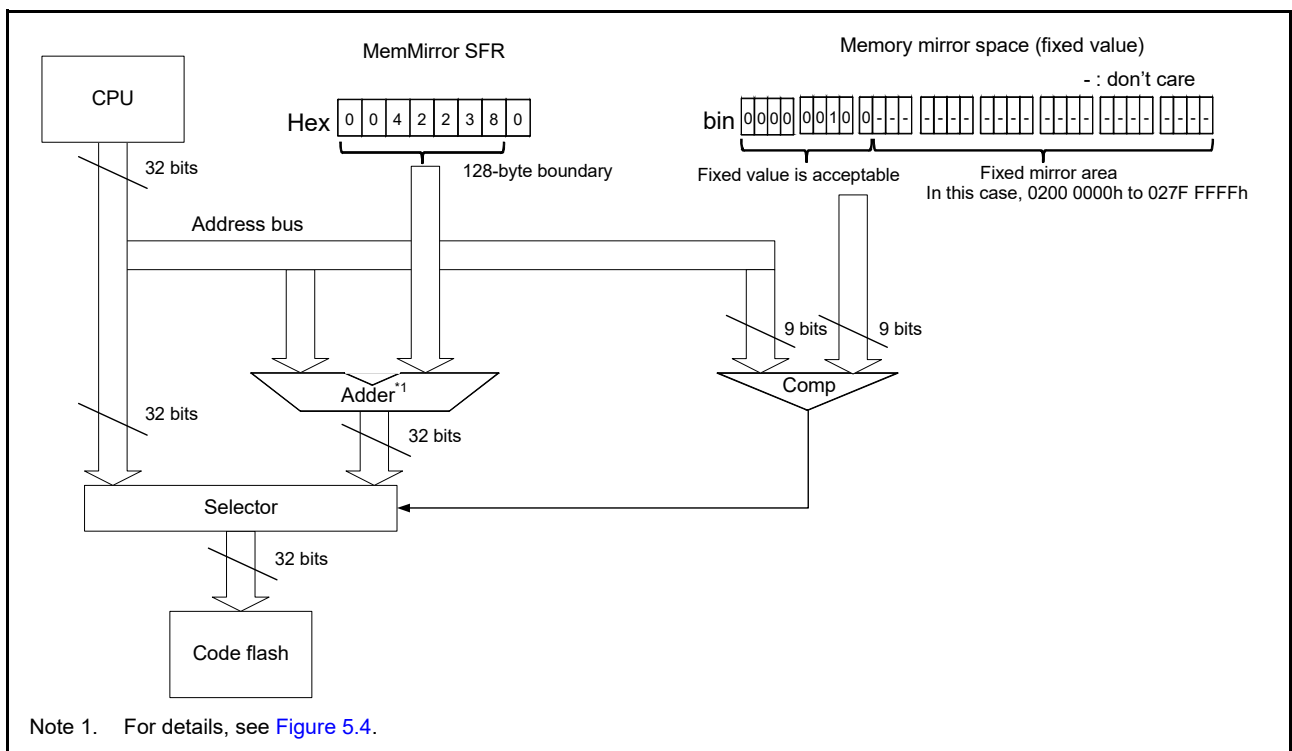 MemMirror SFR
Memory mirror space (fixed value)
- : don't care
CPU
Hex 0 0 4 2 2 3 8 0
bin 0000 0010 0--- ---- ---- ---- ---- ----
32 bits
128-byte boundary
Fixed value is acceptable
Fixed mirror area
In this case, 0200 0000h to 027F FFFFh
Address bus
9 bits
9 bits
Adder*1
Comp
32 bits
32 bits
Selector
32 bits
Code flash
Note 1. For details, see Figure 5.4.